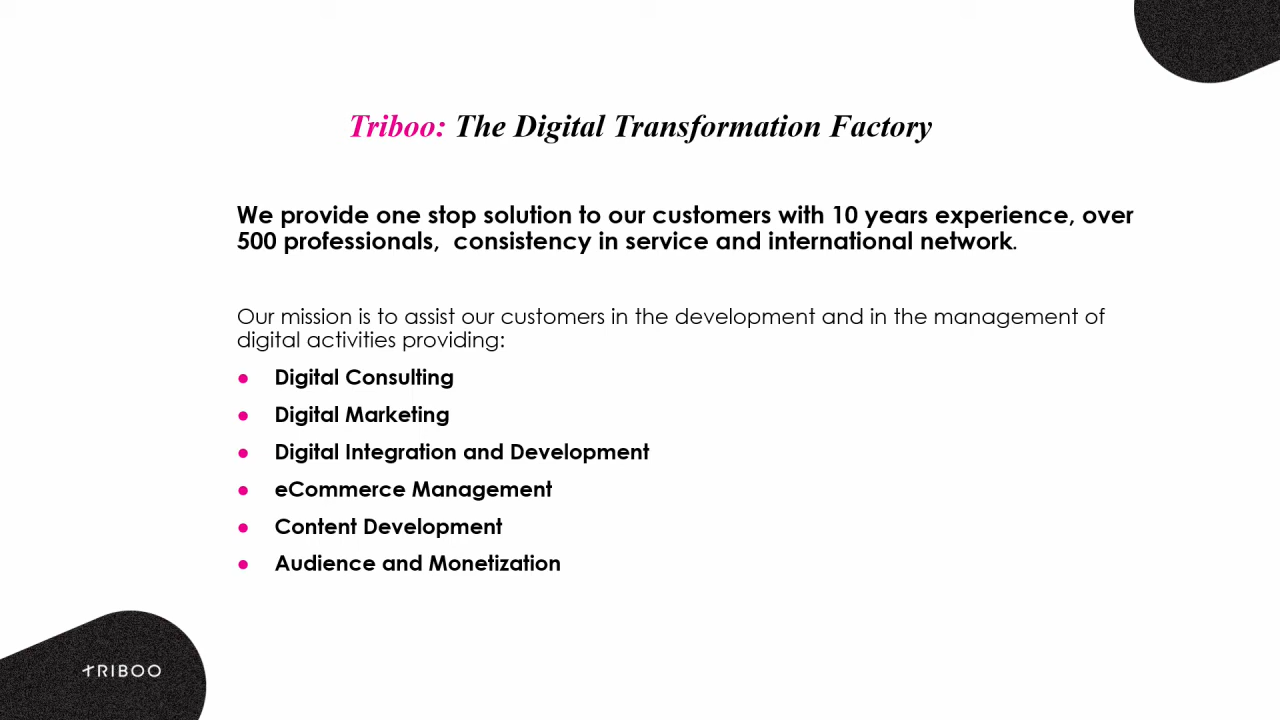 Triboo: The Digital Transformation Factory
We provide one stop solution to our customers with 10 years experience, over
500 professionals,  consistency in service and international network.
Our mission is to assist our customers in the development and in the management of
digital activities providing:
● Digital Consulting
● Digital Marketing
● Digital Integration and Development
● eCommerce Management
● Content Development
● Audience and Monetization
TRIBOO